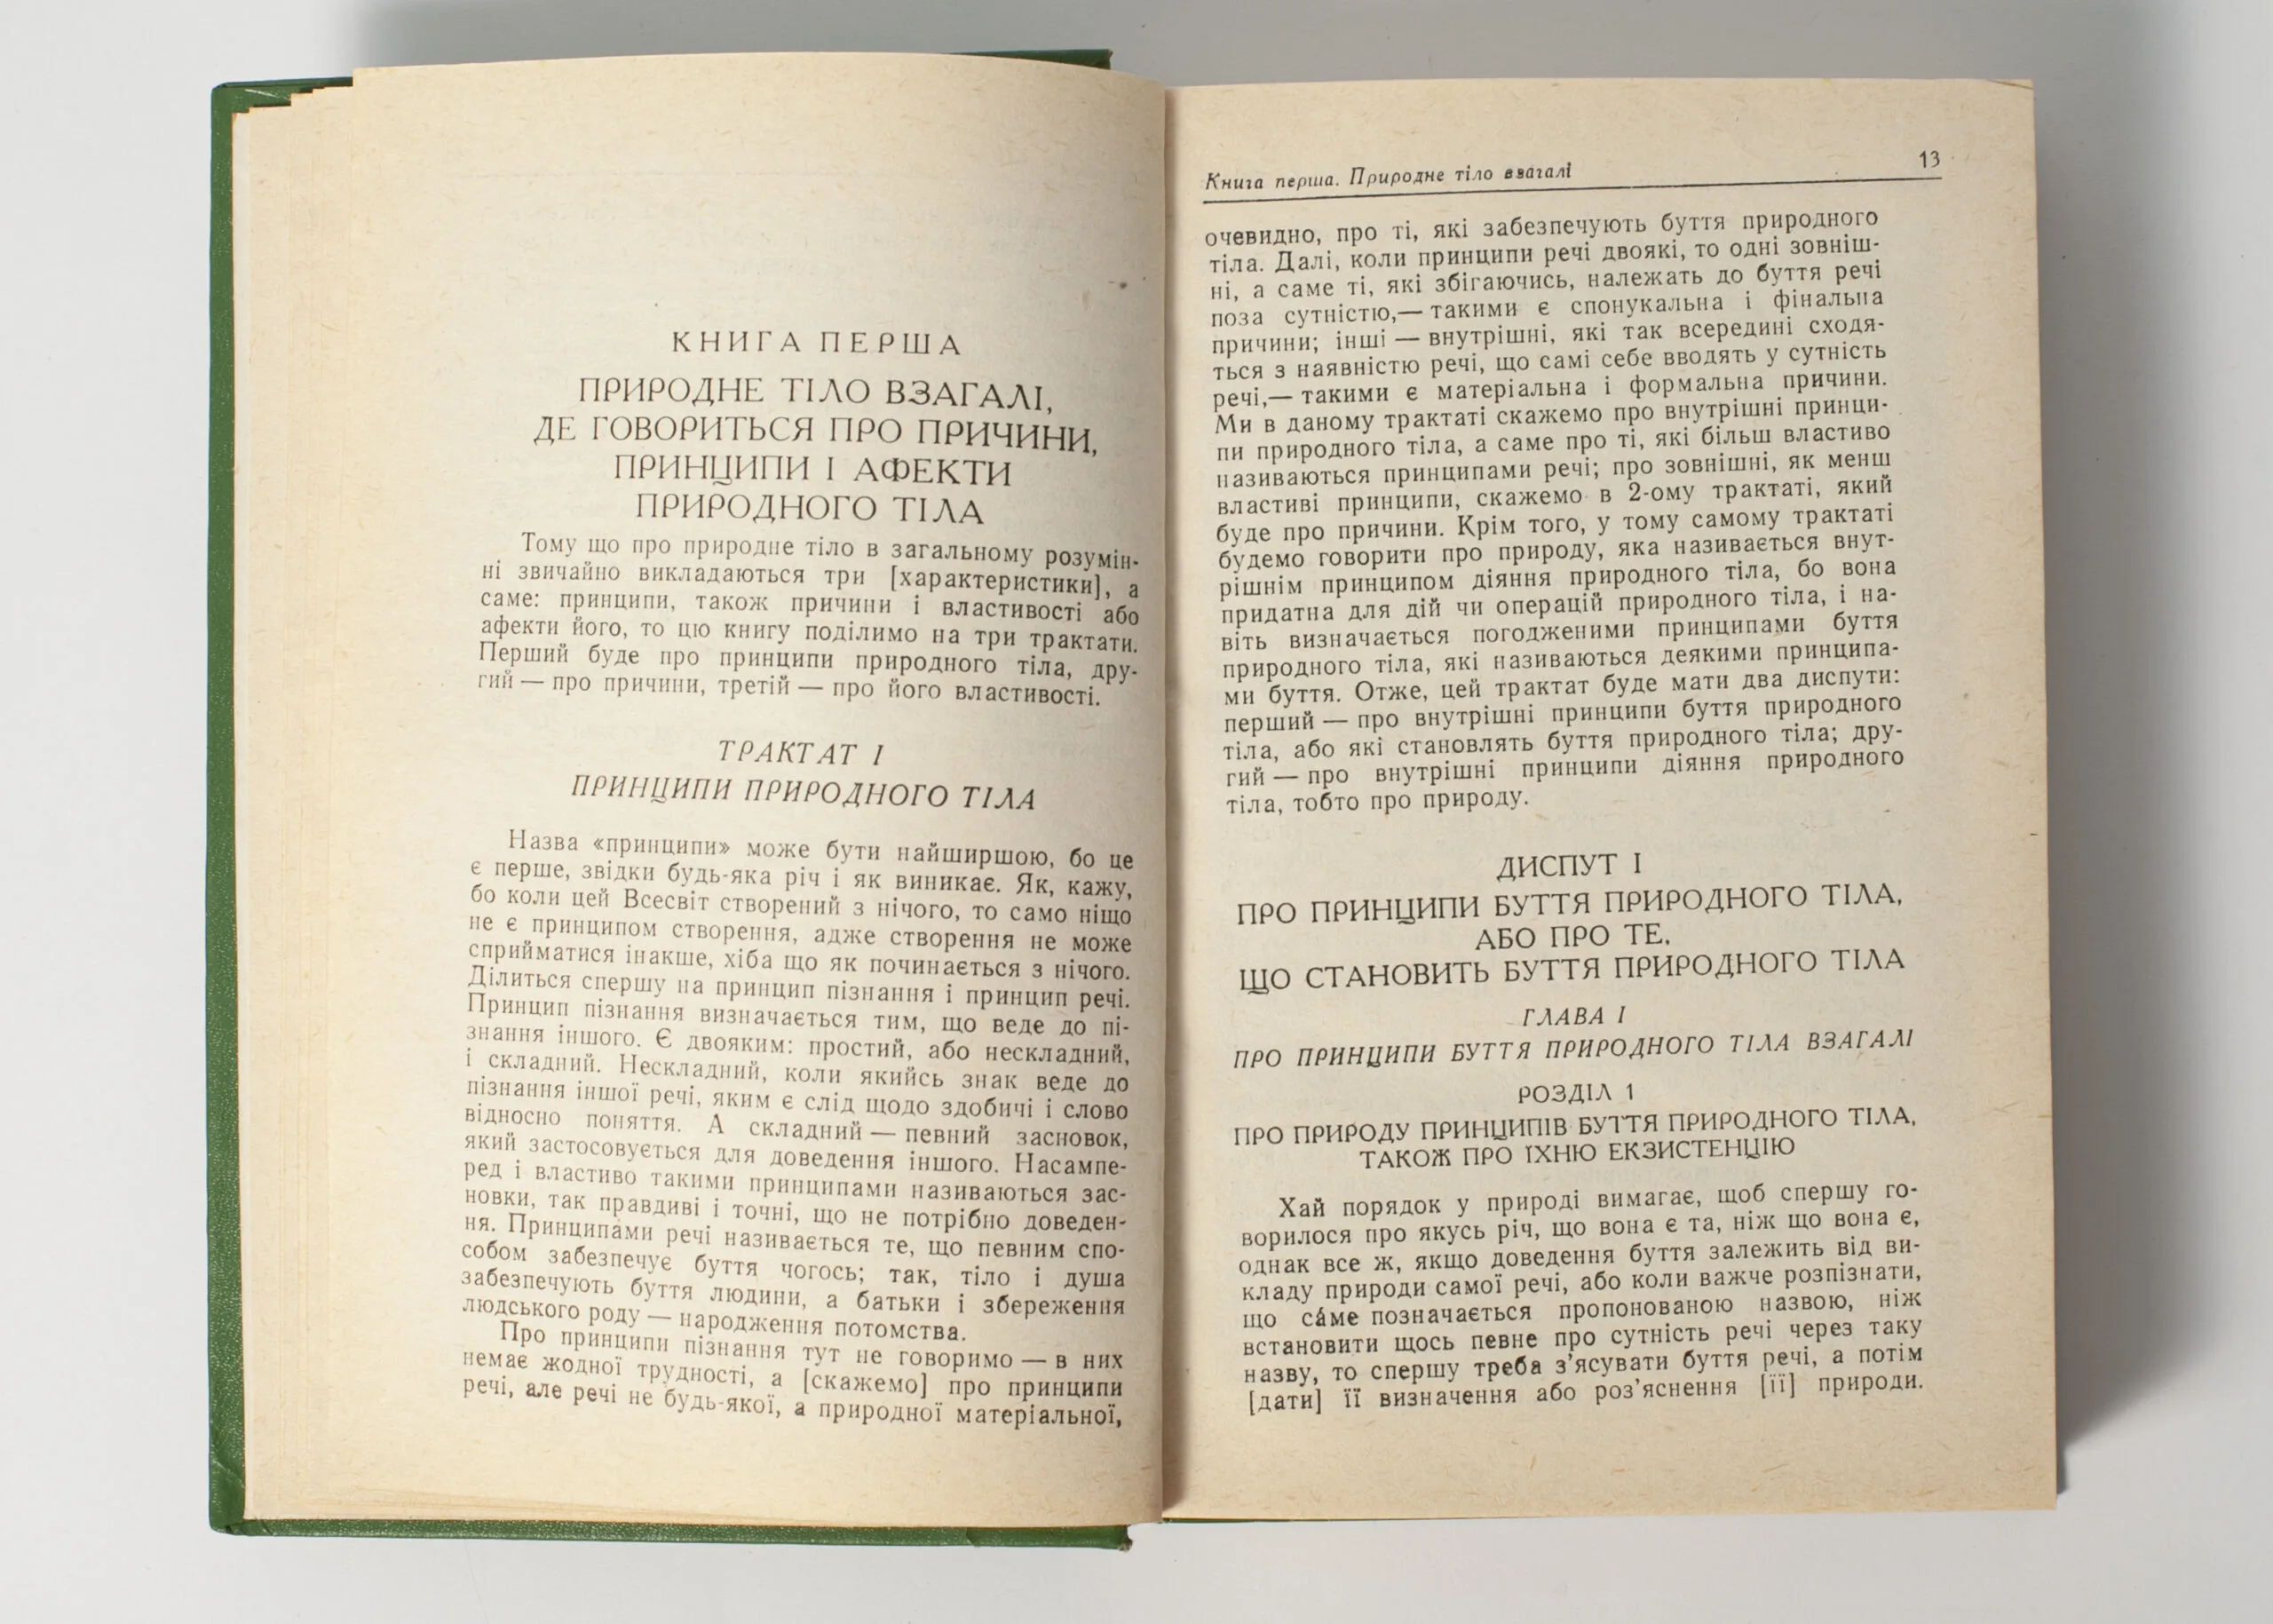 КНИГА ПЕРША
ПРИРОДНЕ ТІЛО ВЗАГАЛІ,
ДЕ ГОВОРИТЬСЯ ПРО ПРИЧИНИ,
ПРИНЦИПИ І АФЕКТИ
ПРИРОДНОГО ТІЛА
Тому що про природне тіло в загальному розумін-
ні звичайно викладаються три [характеристики], а
саме: принципи, також причини і властивості або
афекти його, то цю книгу поділимо на три трактати.
Перший буде про принципи природного тіла, дру-
гий — про причини, третій — про його властивості.
ТРАКТАТ I
ПРИНЦИПИ ПРИРОДНОГО ТІЛА
Назва «принципи» може бути найширшою, бо це
є перше, звідки будь-яка річ і як виникає. Як, кажу,
бо коли цей Всесвіт створений з нічого, то само ніщо
не є принципом створення, адже створення не може
сприйматися інакше, хіба що як починається з нічого.
Ділиться спершу на принцип пізнання і принцип речі.
Принцип пізнання визначається тим, що веде до пі-
знання іншого. Є двояким: простий, або нескладний,
і складний. Нескладний, коли якийсь знак веде до
пізнання іншої речі, яким є слід щодо здобичі і слово
відносно поняття. А складний — певний засновок,
який застосовується для доведення іншого. Насампе-
ред і властиво такими принципами називаються зас-
новки, так правдиві і точні, що не потрібно доведен-
ня. Принципами речі називається те, що певним спо-
собом забезпечує буття чогось; так, тіло і душа
забезпечують буття людини, а батьки і збереження
людського роду — народження потомства.
Про принципи пізнання тут не говоримо — в них
немає жодної трудності, а [скажемо] про принципи
речі, але речі не будь-якої, а природної матеріальної,
Книга перша. Природне тіло взагалі 13
очевидно, про ті, які забезпечують буття природного
тіла. Далі, коли принципи речі двоякі, то одні зовніш-
ні, а саме ті, які збігаючись, належать до буття речі
поза сутністю,— такими є спонукальна і фінальна
причини; інші — внутрішні, які так всередині сходя-
ться з наявністю речі, що самі себе вводять у сутність
речі,— такими є матеріальна і формальна причини.
Ми в даному трактаті скажемо про внутрішні принци-
пи природного тіла, а саме про ті, які більш властиво
називаються принципами речі; про зовнішні, як менш
властиві принципи, скажемо в 2-ому трактаті, який
буде про причини. Крім того, у тому самому трактаті
будемо говорити про природу, яка називається внут-
рішнім принципом діяння природного тіла, бо вона
придатна для дій чи операцій природного тіла, і на-
віть визначається погодженими принципами буття
природного тіла, які називаються деякими принципа-
ми буття. Отже, цей трактат буде мати два диспути:
перший — про внутрішні принципи буття природного
тіла, або які становлять буття природного тіла; дру-
гий — про внутрішні принципи діяння природного
тіла, тобто про природу.
ДИСПУТ I
ПРО ПРИНЦИПИ БУТТЯ ПРИРОДНОГО ТІЛА,
АБО ПРО ТЕ,
ЩО СТАНОВИТЬ БУТТЯ ПРИРОДНОГО ТІЛА
ГЛАВА I
ПРО ПРИНЦИПИ БУТТЯ ПРИРОДНОГО ТІЛА ВЗАГАЛІ
РОЗДІЛ 1
ПРО ПРИРОДУ ПРИНЦИПІВ БУТТЯ ПРИРОДНОГО ТІЛА,
ТАКОЖ ПРО ЇХНЮ ЕКЗИСТЕНЦІЮ
Хай порядок у природі вимагає, щоб спершу го-
ворилося про якусь річ, що вона є та, ніж що вона є,
однак все ж, якщо доведення буття залежить від ви-
кладу природи самої речі, або коли важче розпізнати,
що са́ме позначається пропонованою назвою, ніж
встановити щось певне про сутність речі через таку
назву, то спершу треба з’ясувати буття речі, а потім
[дати] її визначення або роз’яснення [її] природи.